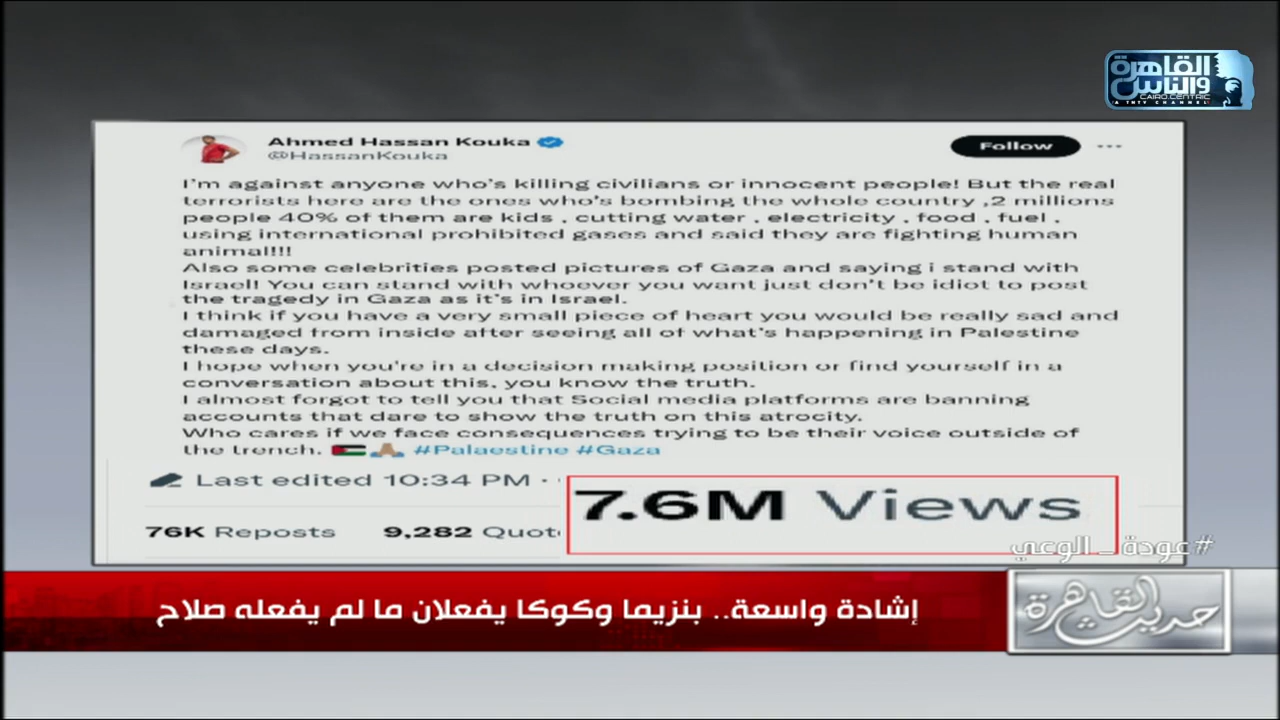 القاهرة
والناس
CAIRO.CENTRIC
A TNTV CHANNEL
Ahmed Hassan Kouka
@HassanKouka
Follow
I'm against anyone who's killing civilians or innocent people! But the real
terrorists here are the ones who's bombing the whole country ,2 millions
people 40% of them are kids , cutting water , electricity , food , fuel ,
using international prohibited gases and said they are fighting human
animal!!!
Also some celebrities posted pictures of Gaza and saying i stand with
Israel! You can stand with whoever you want just don't be idiot to post
the tragedy in Gaza as it's in Israel.
I think if you have a very small piece of heart you would be really sad and
damaged from inside after seeing all of what's happening in Palestine
these days.
I hope when you're in a decision making position or find yourself in a
conversation about this, you know the truth.
I almost forgot to tell you that Social media platforms are banning
accounts that dare to show the truth on this atrocity.
Who cares if we face consequences trying to be their voice outside of
the trench. 🇵🇸🙏🏽 #Palaestine #Gaza
Last edited 10:34 PM ·
7.6M Views
76K Reposts 9,282 Quot
#عودة_الوعي
حديث القاهرة
إشادة واسعة.. بنزيما وكوكا يفعلان ما لم يفعله صلاح